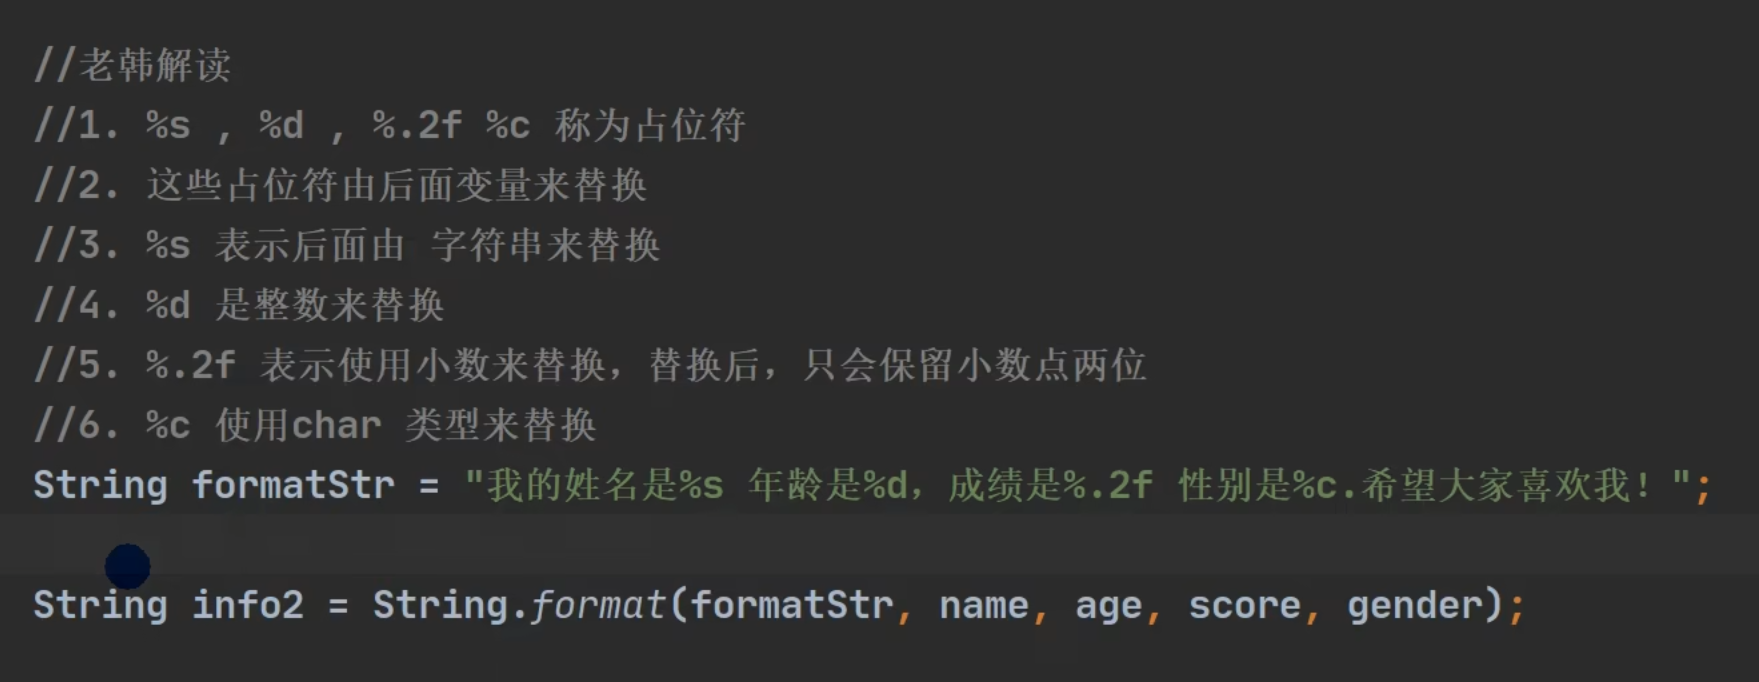 //老韩解读
//1. %s , %d , %.2f %c 称为占位符
//2. 这些占位符由后面变量来替换
//3. %s 表示后面由 字符串来替换
//4. %d 是整数来替换
//5. %.2f 表示使用小数来替换，替换后，只会保留小数点两位
//6. %c 使用char 类型来替换
String formatStr = "我的姓名是%s 年龄是%d，成绩是%.2f 性别是%c.希望大家喜欢我！";
String info2 = String.format(formatStr, name, age, score, gender);